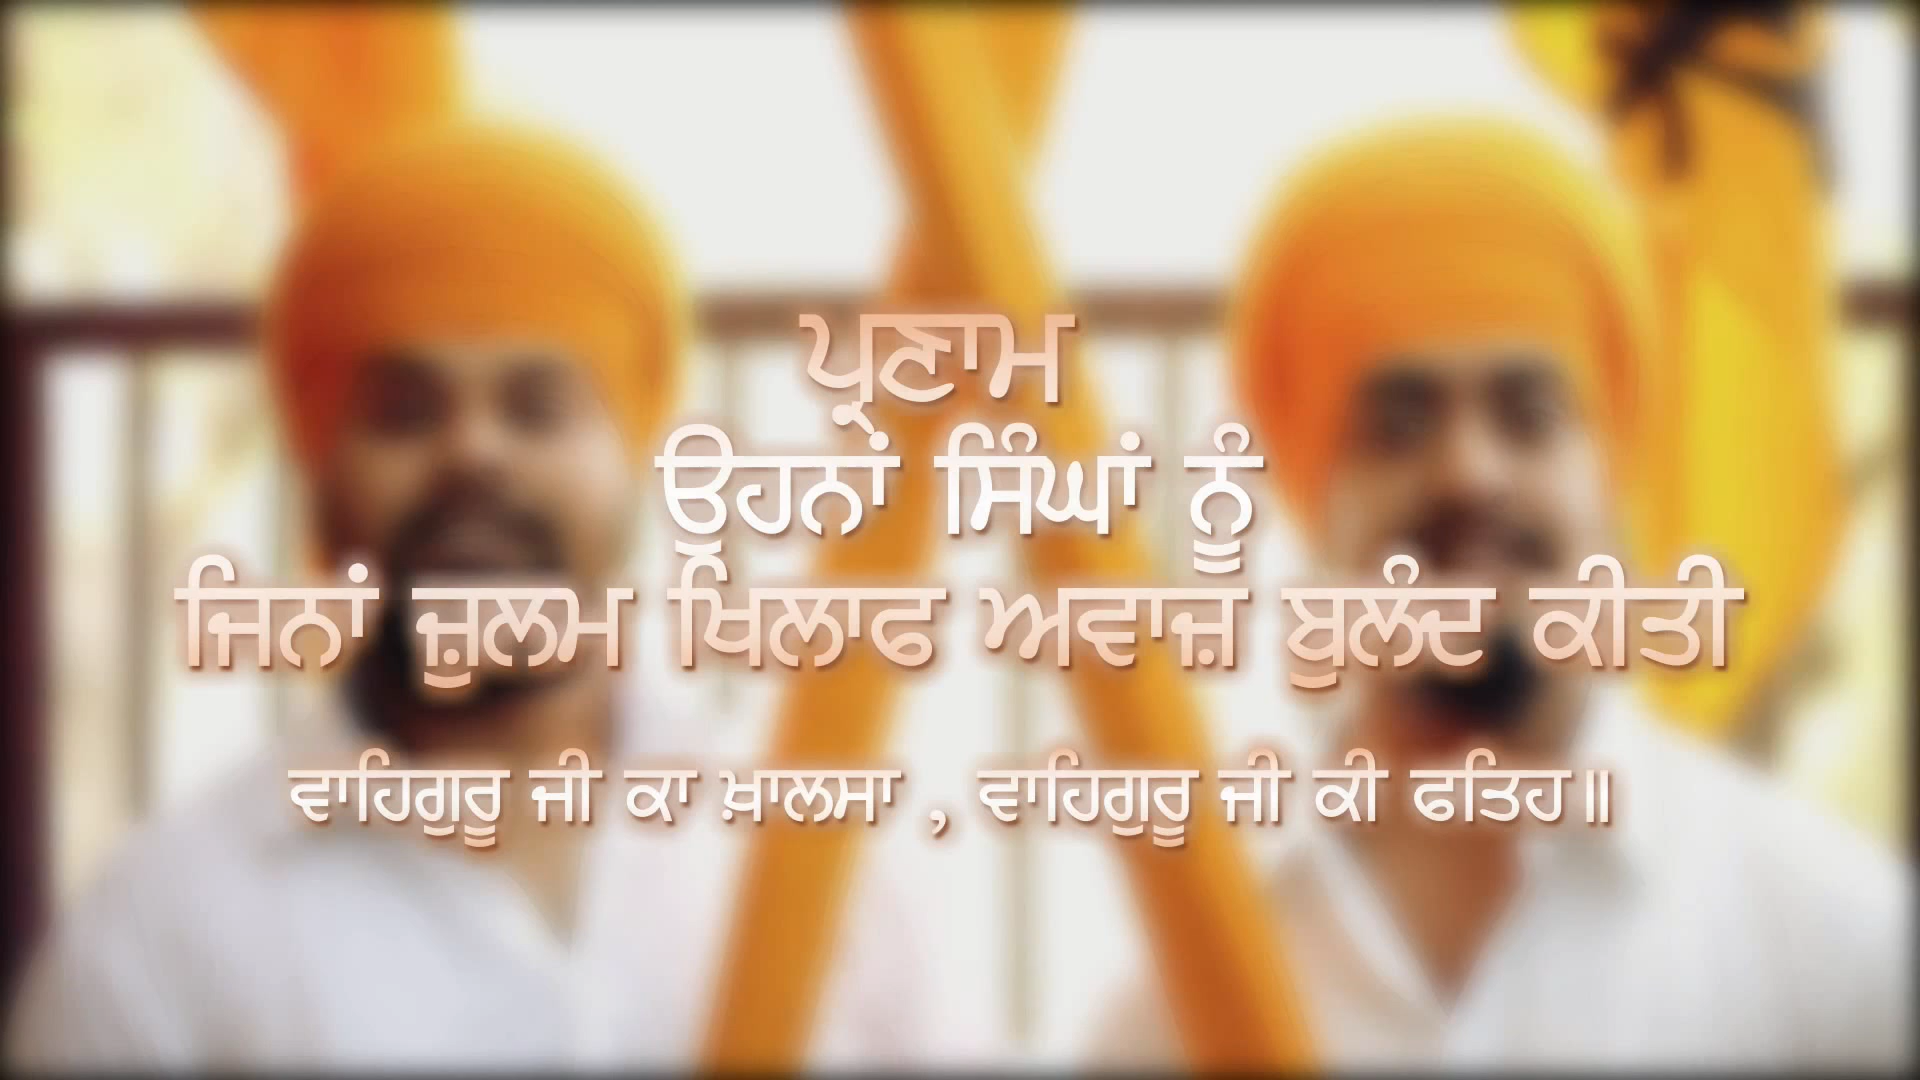 ਪ੍ਰਣਾਮ
ਉਹਨਾਂ ਸਿੰਘਾਂ ਨੂੰ
ਜਿਨਾਂ ਜ਼ੁਲਮ ਖਿਲਾਫ ਅਵਾਜ਼ ਬੁਲੰਦ ਕੀਤੀ
ਵਾਹਿਗੁਰੂ ਜੀ ਕਾ ਖ਼ਾਲਸਾ , ਵਾਹਿਗੁਰੂ ਜੀ ਕੀ ਫਤਿਹ॥